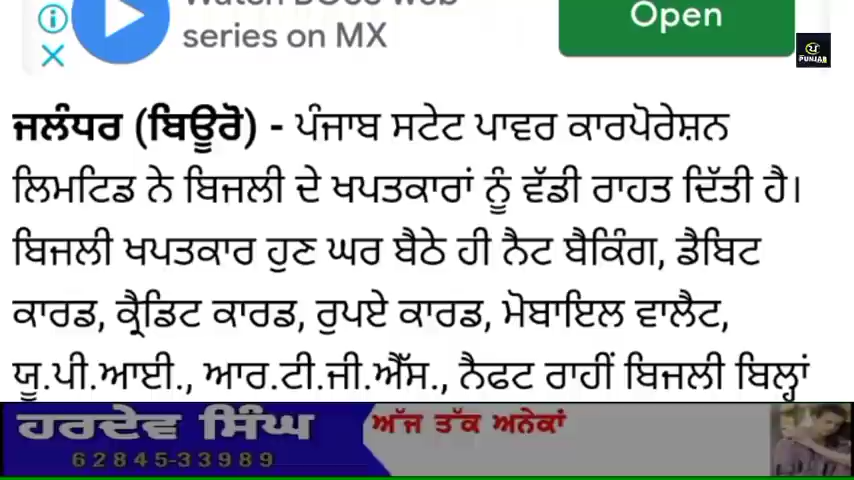 series on MX
Open
PUNJAB
ਜਲੰਧਰ (ਬਿਊਰੋ) - ਪੰਜਾਬ ਸਟੇਟ ਪਾਵਰ ਕਾਰਪੋਰੇਸ਼ਨ
ਲਿਮਟਿਡ ਨੇ ਬਿਜਲੀ ਦੇ ਖਪਤਕਾਰਾਂ ਨੂੰ ਵੱਡੀ ਰਾਹਤ ਦਿੱਤੀ ਹੈ।
ਬਿਜਲੀ ਖਪਤਕਾਰ ਹੁਣ ਘਰ ਬੈਠੇ ਹੀ ਨੈਟ ਬੈਕਿੰਗ, ਡੈਬਿਟ
ਕਾਰਡ, ਕ੍ਰੈਡਿਟ ਕਾਰਡ, ਰੁਪਏ ਕਾਰਡ, ਮੋਬਾਇਲ ਵਾਲੈਟ,
ਯੂ.ਪੀ.ਆਈ., ਆਰ.ਟੀ.ਜੀ.ਐੱਸ., ਨੈਫਟ ਰਾਹੀਂ ਬਿਜਲੀ ਬਿਲ੍ਹਾਂ
ਹਰਦੇਵ ਸਿੰਘ
62845-33989
ਅੱਜ ਤੱਕ ਅਨੇਕਾਂ